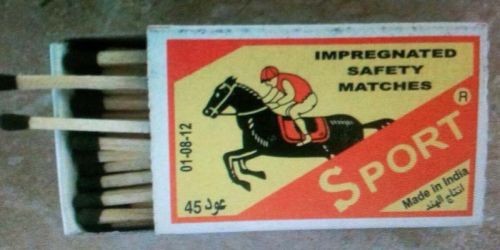 IMPREGNATED
SAFETY
MATCHES
SPORT®
Made in India
انتاج الهند
01-08-12
45 عود